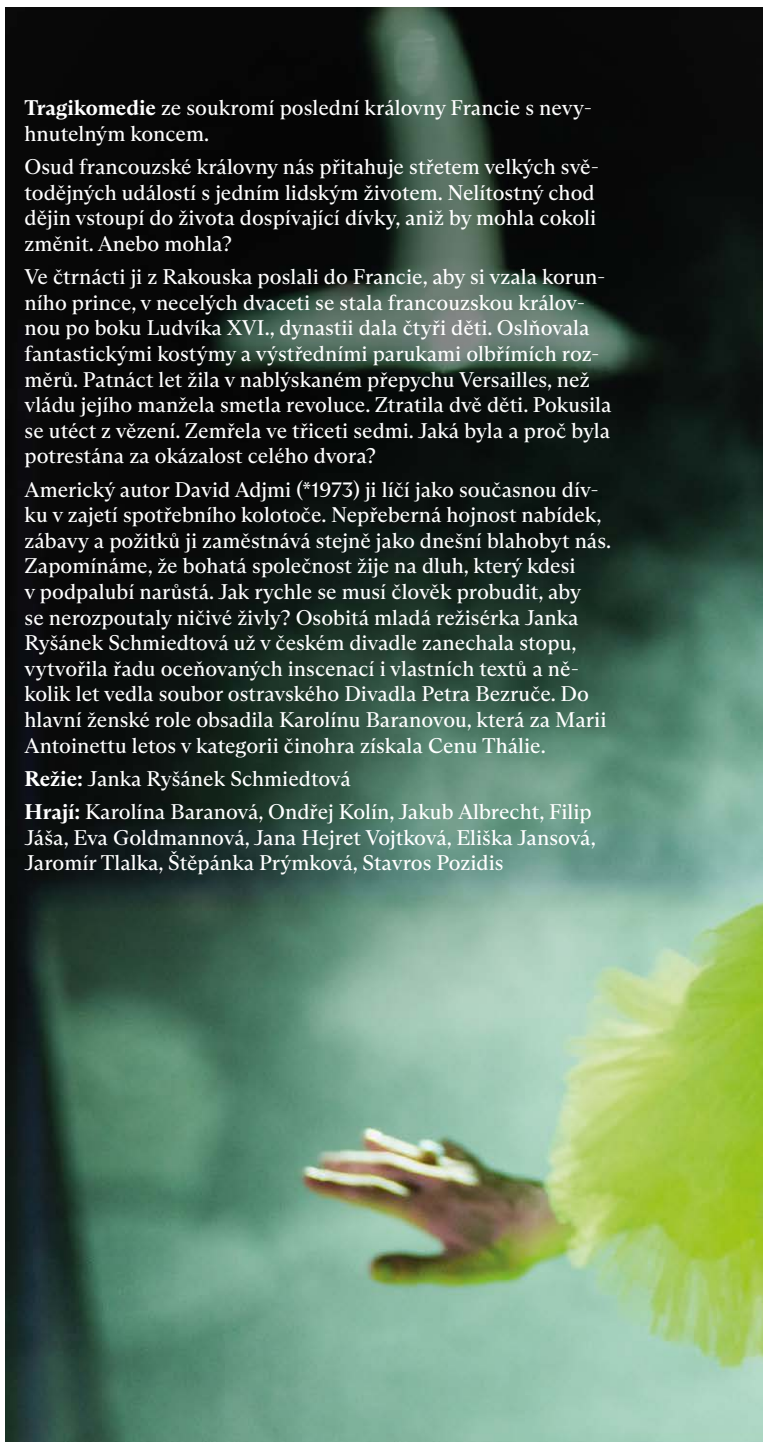 Tragikomedie ze soukromí poslední královny Francie s nevy-
hnutelným koncem.
Osud francouzské královny nás přitahuje střetem velkých svě-
todějných událostí s jedním lidským životem. Nelítostný chod
dějin vstoupí do života dospívající dívky, aniž by mohla cokoli
změnit. Anebo mohla?
Ve čtrnácti ji z Rakouska poslali do Francie, aby si vzala korun-
ního prince, v necelých dvaceti se stala francouzskou králov-
nou po boku Ludvíka XVI., dynastii dala čtyři děti. Oslňovala
fantastickými kostýmy a výstředními parukami olbřímích roz-
měrů. Patnáct let žila v nablýskaném přepychu Versailles, než
vládu jejího manžela smetla revoluce. Ztratila dvě děti. Pokusila
se utéct z vězení. Zemřela ve třiceti sedmi. Jaká byla a proč byla
potrestána za okázalost celého dvora?
Americký autor David Adjmi (*1973) ji líčí jako současnou dív-
ku v zajetí spotřebního kolotoče. Nepřeberná hojnost nabídek,
zábavy a požitků ji zaměstnává stejně jako dnešní blahobyt nás.
Zapomínáme, že bohatá společnost žije na dluh, který kdesi
v podpalubí narůstá. Jak rychle se musí člověk probudit, aby
se nerozpoutaly ničivé živly? Osobitá mladá režisérka Janka
Ryšánek Schmiedtová už v českém divadle zanechala stopu,
vytvořila řadu oceňovaných inscenací i vlastních textů a ně-
kolik let vedla soubor ostravského Divadla Petra Bezruče. Do
hlavní ženské role obsadila Karolínu Baranovou, která za Marii
Antoinettu letos v kategorii činohra získala Cenu Thálie.
Režie: Janka Ryšánek Schmiedtová
Hrají: Karolína Baranová, Ondřej Kolín, Jakub Albrecht, Filip
Jáša, Eva Goldmannová, Jana Hejret Vojtková, Eliška Jansová,
Jaromír Tlalka, Štěpánka Prýmková, Stavros Pozidis